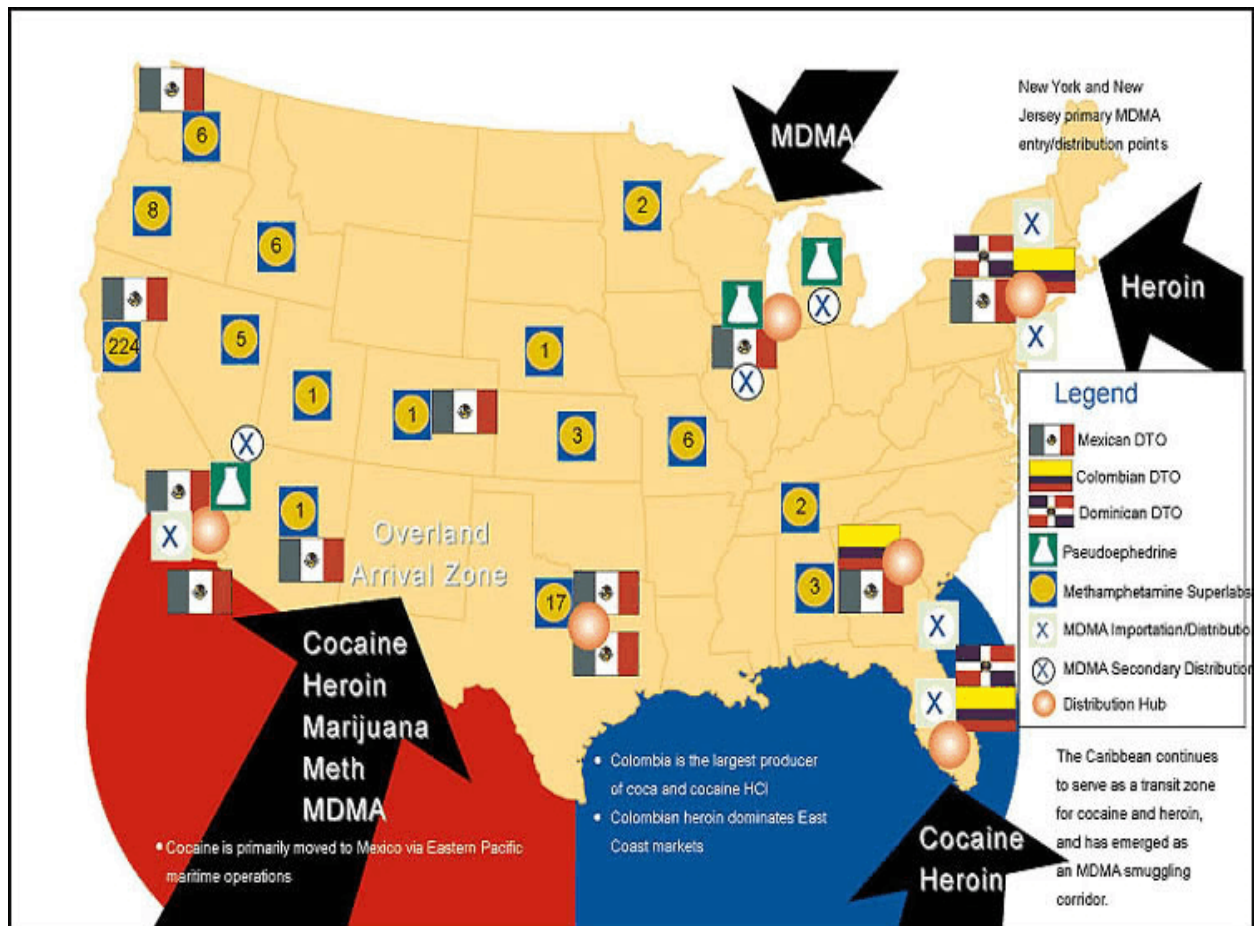 New York and New
Jersey primary MDMA
entry/distribution points
MDMA
6
8
2
6
Heroin
224
5
1
1
1
3
6
Legend
Mexican DTO
Colombian DTO
Dominican DTO
Pseudoephedrine
Methamphetamine Superlabs
MDMA Importation/Distributio
MDMA Secondary Distribution
Distribution Hub
1
2
Overland
Arrival Zone
17
3
Cocaine
Heroin
Marijuana
Meth
MDMA
• Cocaine is primarily moved to Mexico via Eastern Pacific
maritime operations
• Colombia is the largest producer
of coca and cocaine HCl
• Colombian heroin dominates East
Coast markets
Cocaine
Heroin
The Caribbean continues
to serve as a transit zone
for cocaine and heroin,
and has emerged as
an MDMA smuggling
corridor.
X
X
X
X
X
X
X
X
X
X